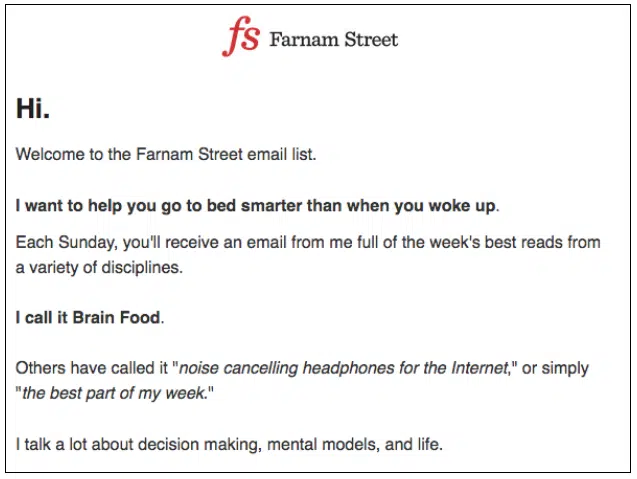 fs Farnam Street
Hi.
Welcome to the Farnam Street email list.
I want to help you go to bed smarter than when you woke up.
Each Sunday, you'll receive an email from me full of the week's best reads from
a variety of disciplines.
I call it Brain Food.
Others have called it "noise cancelling headphones for the Internet," or simply
"the best part of my week."
I talk a lot about decision making, mental models, and life.